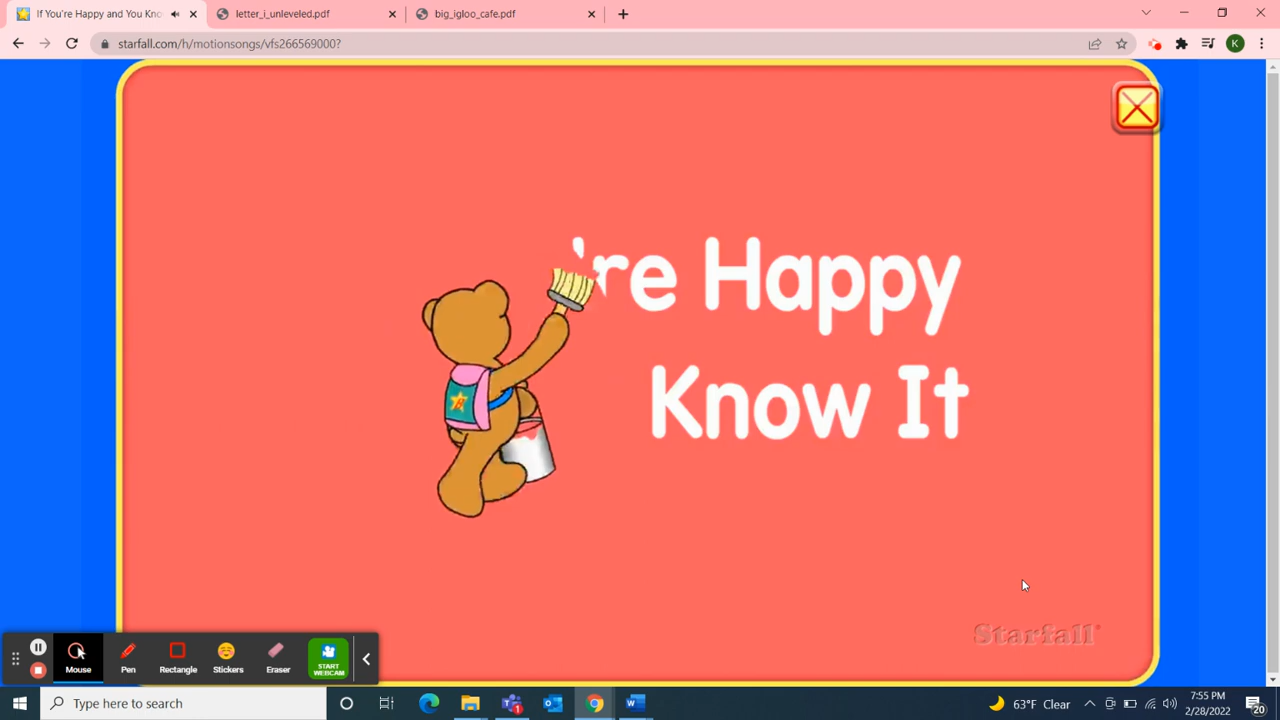 If You're Happy and You Kno
letter_i_unleveled.pdf
big_igloo_cafe.pdf
starfall.com/h/motionsongs/vfs266569000?
K
're Happy
Know It
A
Starfall
Mouse
Pen
Rectangle
Stickers
Eraser
START
WEBCAM
Type here to search
63°F Clear
7:55 PM
2/28/2022
20